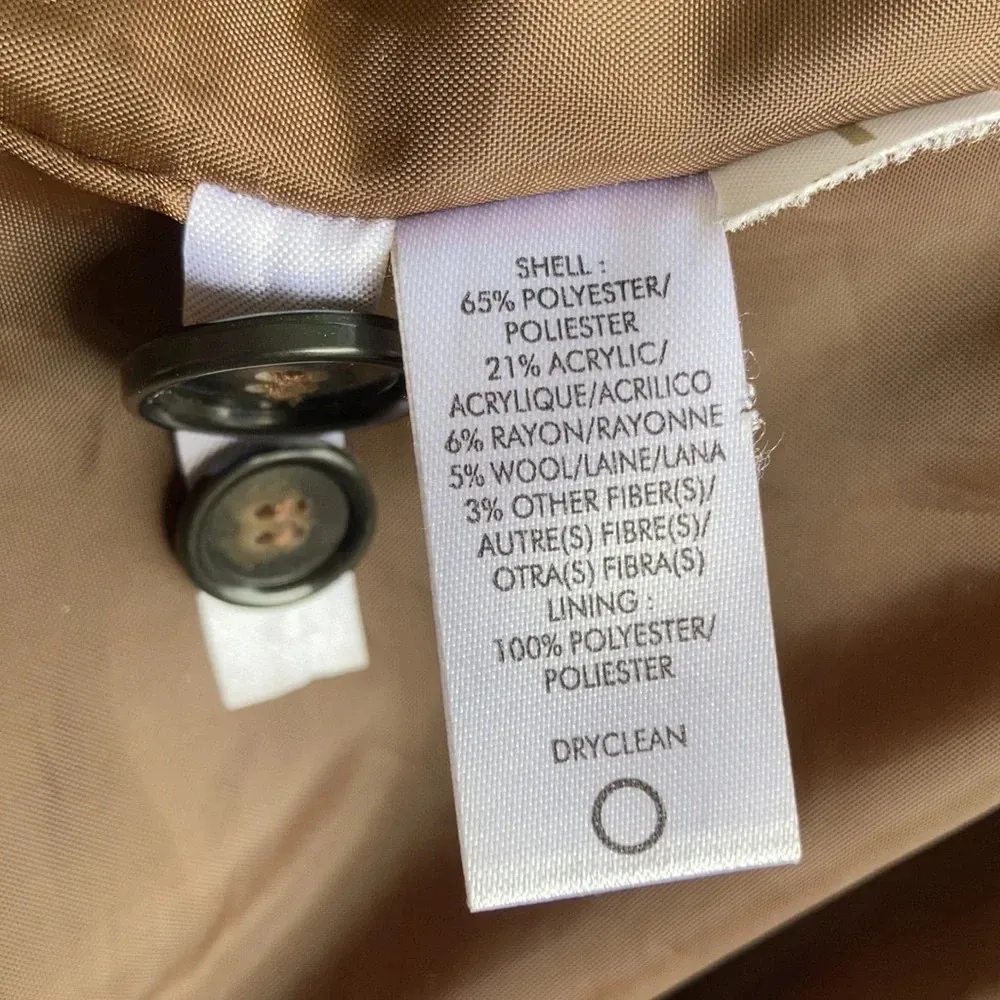 SHELL :
65% POLYESTER/
POLIESTER
21% ACRYLIC/
ACRYLIQUE/ACRILICO
6% RAYON/RAYONNE
5% WOOL/LAINE/LANA
3% OTHER FIBER(S)/
AUTRE(S) FIBRE(S)/
OTRA(S) FIBRA(S)
LINING :
100% POLYESTER/
POLIESTER
DRYCLEAN